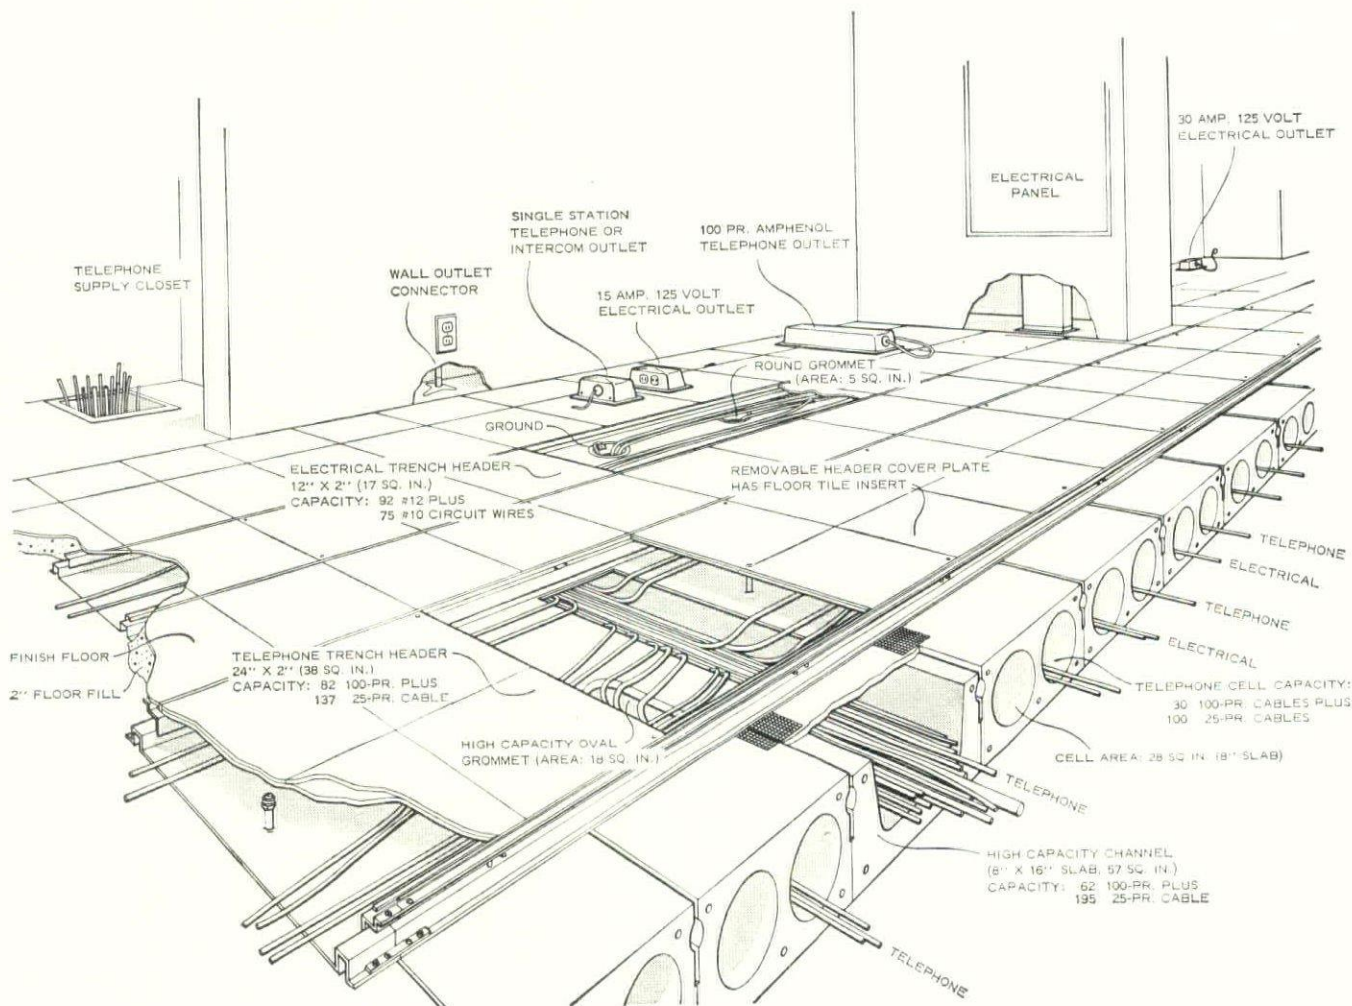 30 AMP. 125 VOLT
ELECTRICAL OUTLET
ELECTRICAL
PANEL
SINGLE STATION
TELEPHONE OR
INTERCOM OUTLET
100 PR. AMPHENOL
TELEPHONE OUTLET
TELEPHONE
SUPPLY CLOSET
WALL OUTLET
CONNECTOR
15 AMP. 125 VOLT
ELECTRICAL OUTLET
ROUND GROMMET
(AREA: 5 SQ. IN.)
GROUND
ELECTRICAL TRENCH HEADER
12" X 2" (17 SQ. IN.)
CAPACITY: 92 #12 PLUS
75 #10 CIRCUIT WIRES
REMOVABLE HEADER COVER PLATE
HAS FLOOR TILE INSERT
TELEPHONE
ELECTRICAL
TELEPHONE
ELECTRICAL
FINISH FLOOR
2" FLOOR FILL
TELEPHONE TRENCH HEADER
24" X 2" (38 SQ. IN.)
CAPACITY: 82 100-PR. PLUS
137 25-PR. CABLE
TELEPHONE CELL CAPACITY:
30 100-PR. CABLES PLUS
100 25-PR. CABLES
HIGH CAPACITY OVAL
GROMMET (AREA: 18 SQ. IN.)
CELL AREA: 28 SQ. IN. (8" SLAB)
TELEPHONE
HIGH CAPACITY CHANNEL
(8" X 16" SLAB, 57 SQ. IN.)
CAPACITY: 62 100-PR. PLUS
195 25-PR. CABLE
TELEPHONE